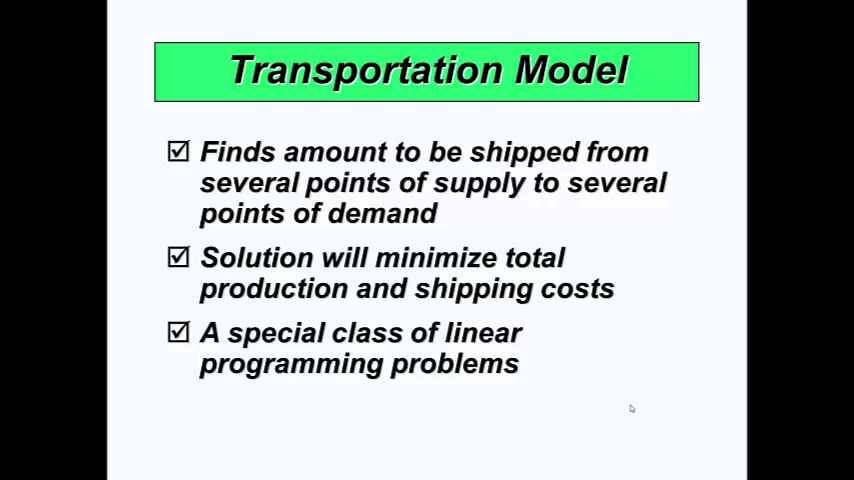 Transportation Model
☑ Finds amount to be shipped from
several points of supply to several
points of demand
☑ Solution will minimize total
production and shipping costs
☑ A special class of linear
programming problems